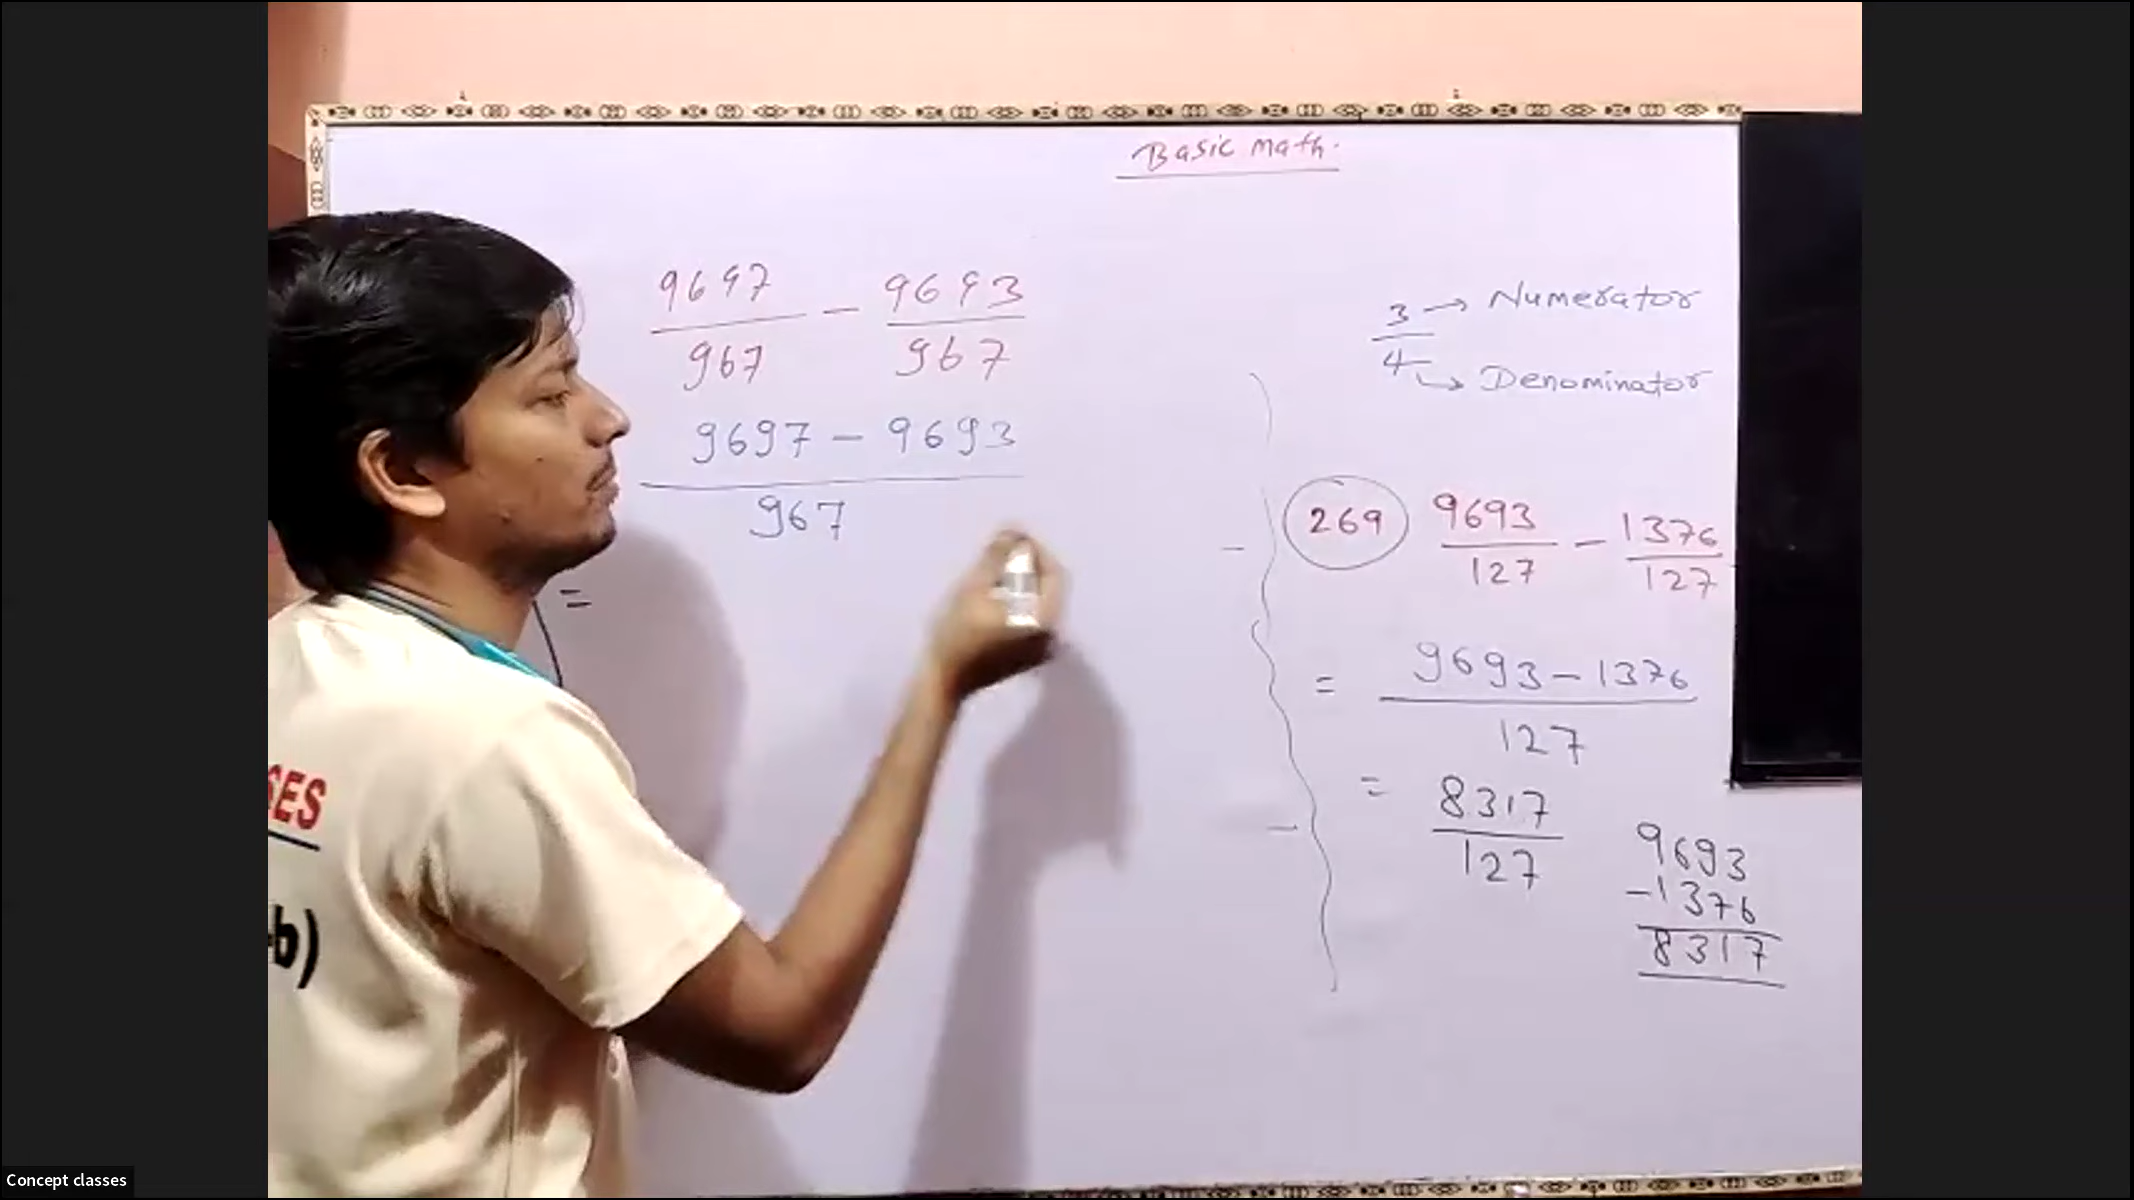 Basic math.
9697/967 - 9693/967
9697 - 9693
967
=
3 → Numerator
4 → Denominator
269 9693/127 - 1376/127
= 9693 - 1376
127
= 8317
127
9693
-1376
8317
SES
b)
Concept classes